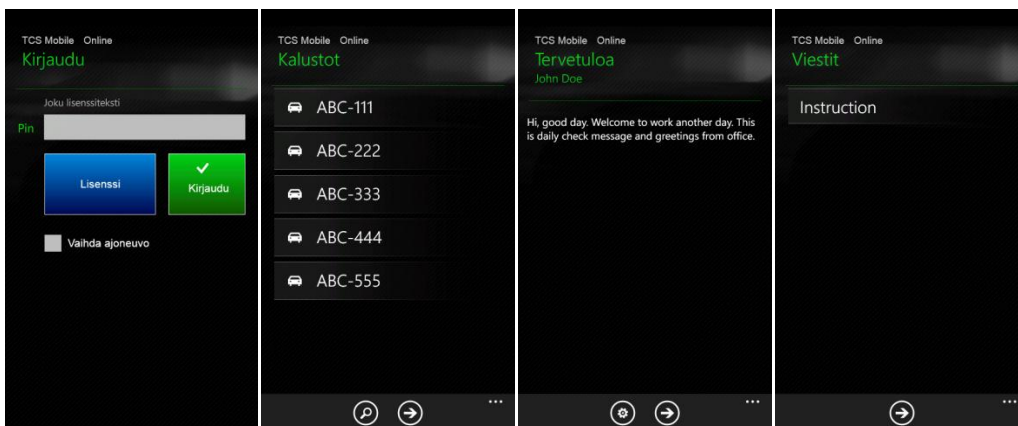 TCS Mobile Online
Kirjaudu
Joku lisenssiteksti
Pin
Lisenssi
Kirjaudu
Vaihda ajoneuvo
TCS Mobile Online
Kalustot
ABC-111
ABC-222
ABC-333
ABC-444
ABC-555
TCS Mobile Online
Tervetuloa
John Doe
Hi, good day. Welcome to work another day. This
is daily check message and greetings from office.
TCS Mobile Online
Viestit
Instruction